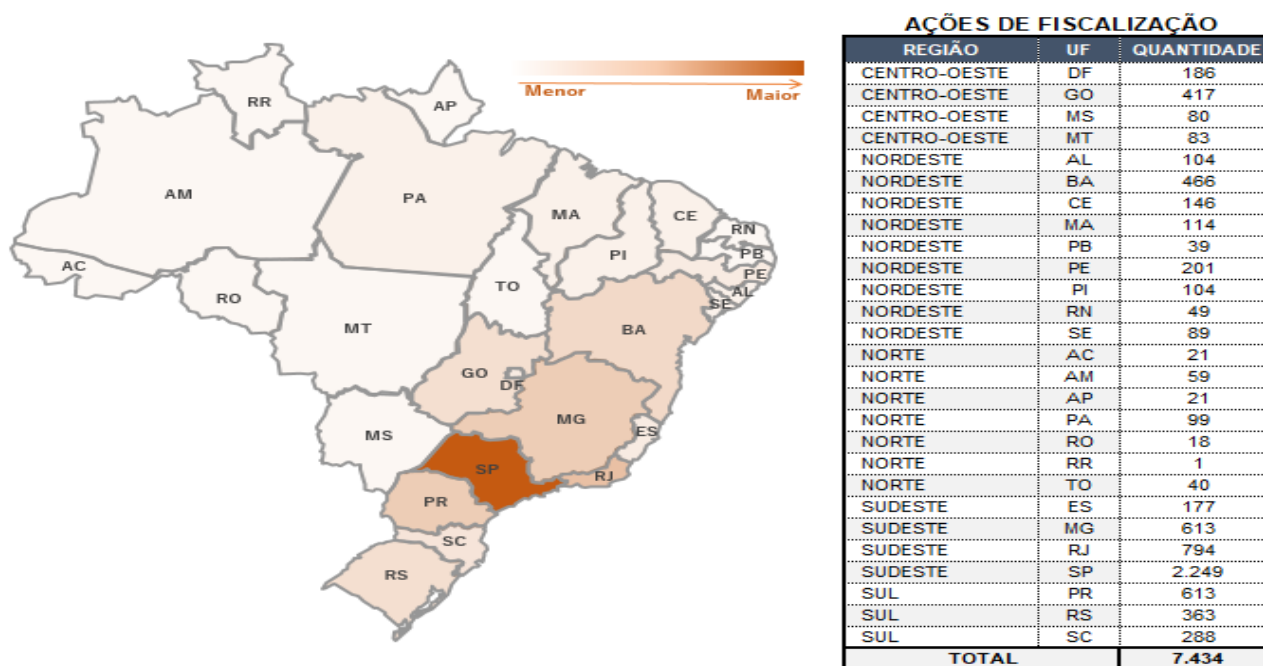 Menor Maior
RR
AP
AM
PA
MA
CE
RN
PB
PE
AL
SE
PI
AC
RO
TO
MT
BA
GO
DF
MG
ES
MS
SP
RJ
PR
SC
RS
AÇÕES DE FISCALIZAÇÃO
REGIÃO UF QUANTIDADE
CENTRO-OESTE DF 186
CENTRO-OESTE GO 417
CENTRO-OESTE MS 80
CENTRO-OESTE MT 83
NORDESTE AL 104
NORDESTE BA 466
NORDESTE CE 146
NORDESTE MA 114
NORDESTE PB 39
NORDESTE PE 201
NORDESTE PI 104
NORDESTE RN 49
NORDESTE SE 89
NORTE AC 21
NORTE AM 59
NORTE AP 21
NORTE PA 99
NORTE RO 18
NORTE RR 1
NORTE TO 40
SUDESTE ES 177
SUDESTE MG 613
SUDESTE RJ 794
SUDESTE SP 2.249
SUL PR 613
SUL RS 363
SUL SC 288
TOTAL 7.434